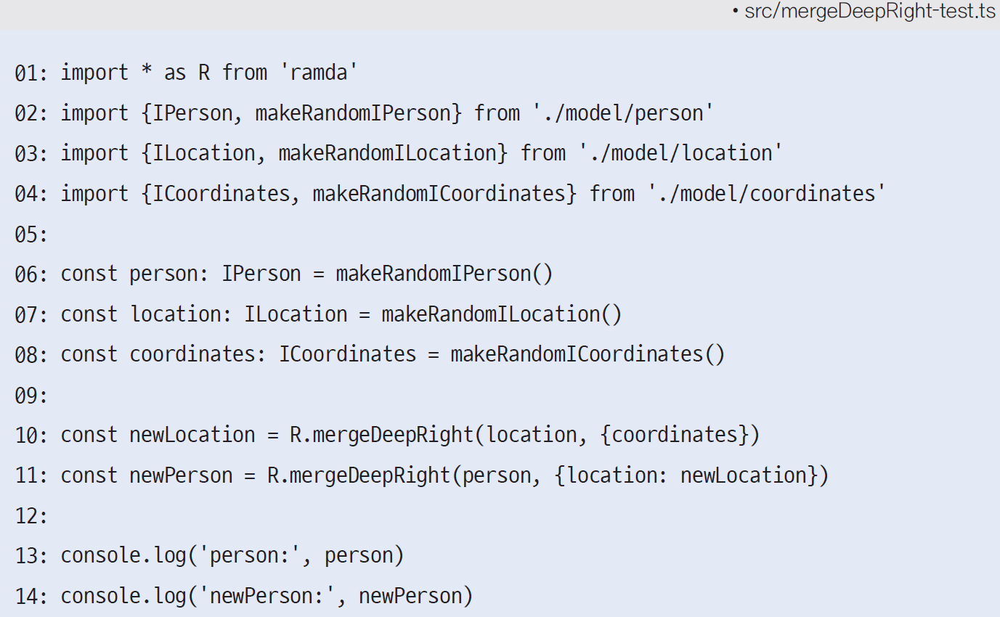 • src/mergeDeepRight-test.ts
01: import * as R from 'ramda'
02: import {IPerson, makeRandomIPerson} from './model/person'
03: import {ILocation, makeRandomILocation} from './model/location'
04: import {ICoordinates, makeRandomICoordinates} from './model/coordinates'
05:
06: const person: IPerson = makeRandomIPerson()
07: const location: ILocation = makeRandomILocation()
08: const coordinates: ICoordinates = makeRandomICoordinates()
09:
10: const newLocation = R.mergeDeepRight(location, {coordinates})
11: const newPerson = R.mergeDeepRight(person, {location: newLocation})
12:
13: console.log('person:', person)
14: console.log('newPerson:', newPerson)